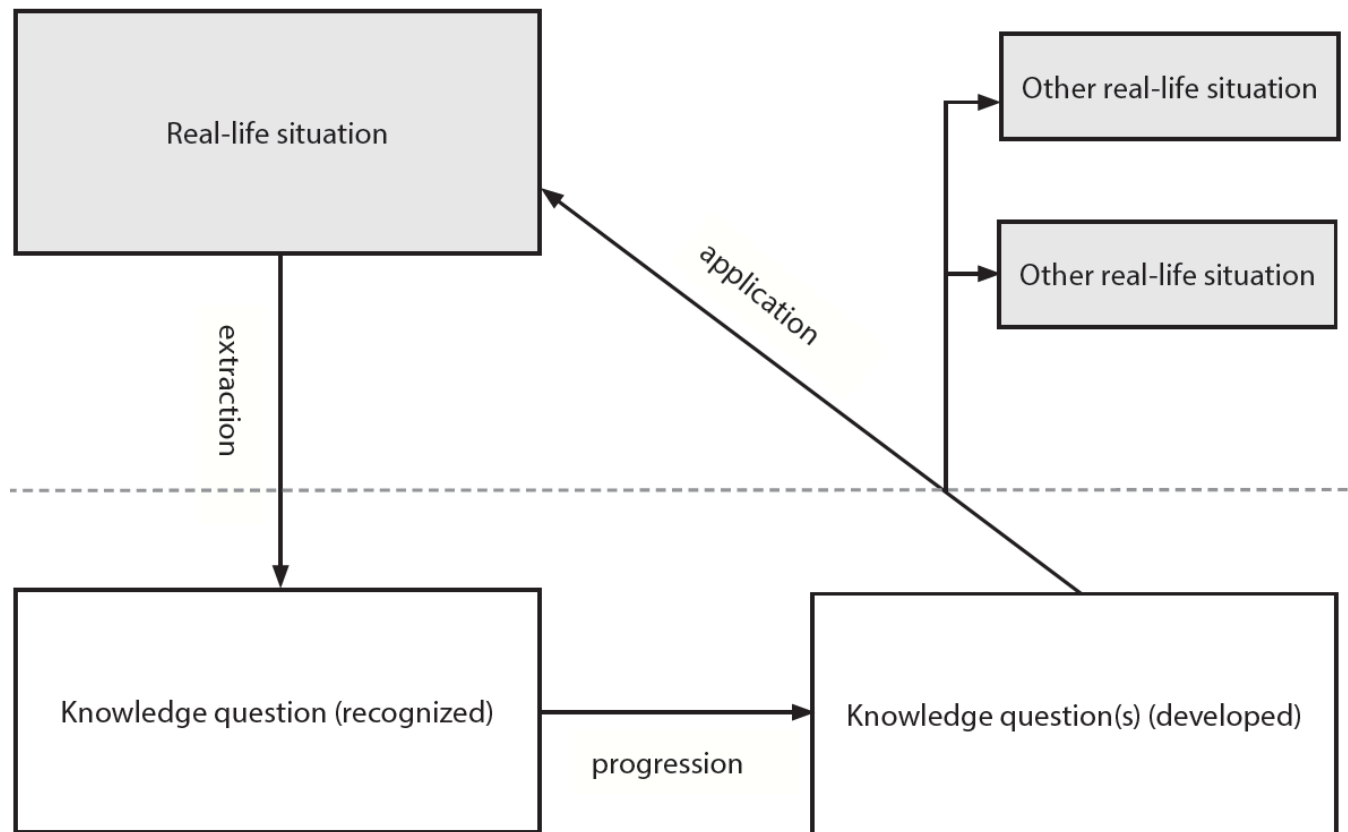 Real-life situation
Other real-life situation
Other real-life situation
application
extraction
Knowledge question (recognized)
Knowledge question(s) (developed)
progression